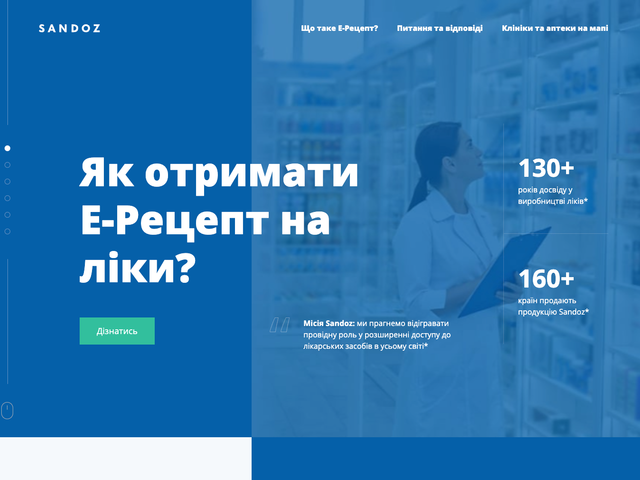 SANDOZ
Що таке Е-Рецепт?
Питання та відповіді
Клініки та аптеки на мапі
Як отримати
Е-Рецепт на
ліки?
Дізнатись
Місія Sandoz: ми прагнемо відігравати
провідну роль у розширенні доступу до
лікарських засобів в усьому світі*
130+
років досвіду у
виробництві ліків*
160+
країн продають
продукцію Sandoz*